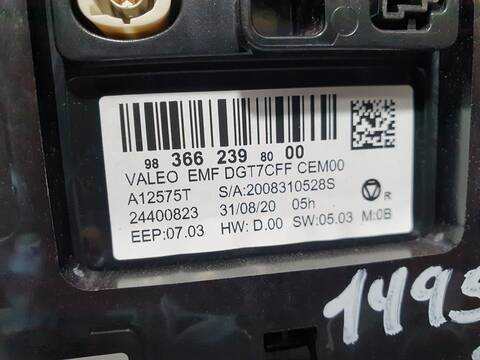 98 366 239 80 00
VALEO EMF DGT7CFF CEM00
A12575T S/A:2008310528S
24400823 31/08/20 05h R
EEP:07.03 HW: D.00 SW:05.03 M:0B
1495